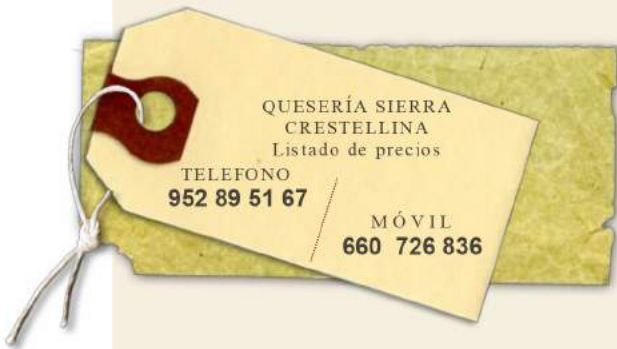 QUESERÍA SIERRA
CRESTELLINA
Listado de precios
TELEFONO
952 89 51 67
MÓVIL
660 726 836